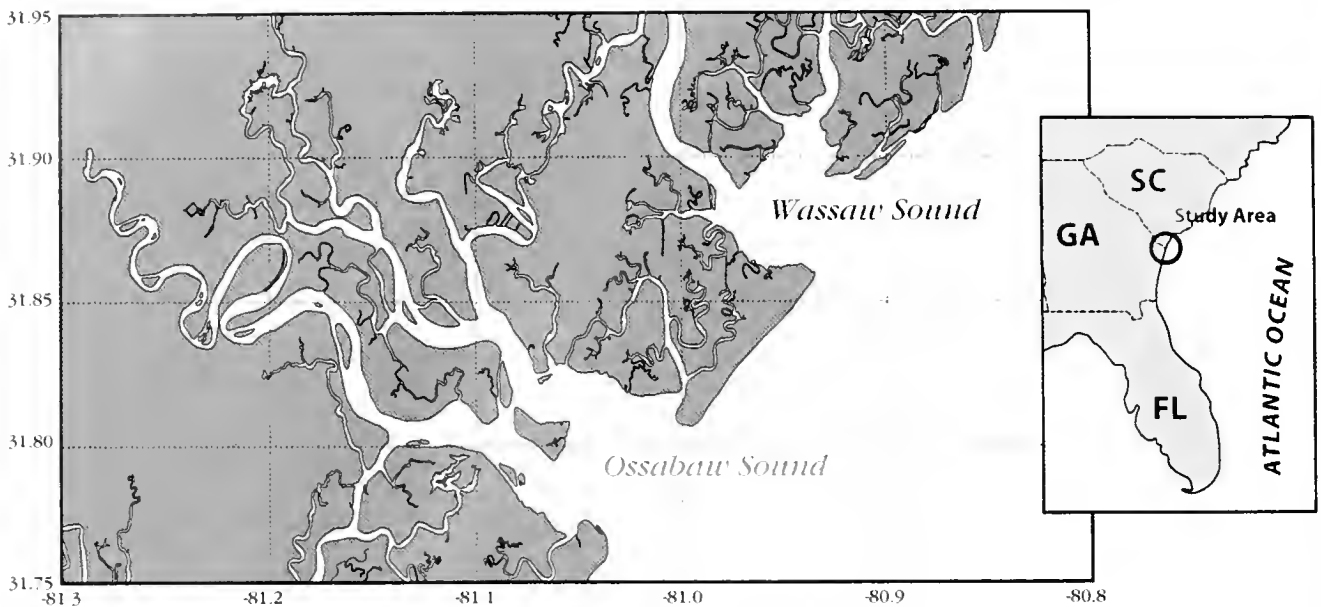 31.95
31.90
31.85
31.80
31.75
-81.3
-81.2
-81.1
-81.0
-80.9
-80.8
Wassaw Sound
Ossabaw Sound
SC
Study Area
GA
FL
ATLANTIC OCEAN